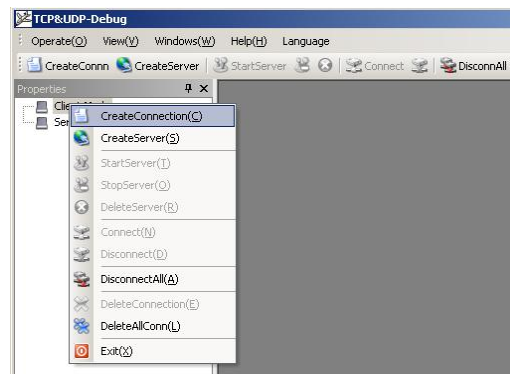 TCP&UDP-Debug
Operate(O) View(V) Windows(W) Help(H) Language
CreateConnn CreateServer StartServer Connect DisconnAll
Properties
CreateConnection(C)
CreateServer(S)
StartServer(T)
StopServer(O)
DeleteServer(R)
Connect(N)
Disconnect(D)
DisconnectAll(A)
DeleteConnection(E)
DeleteAllConn(L)
Exit(X)